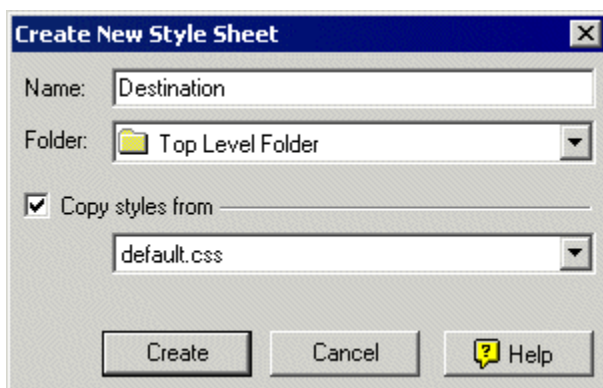 Create New Style Sheet
Name: Destination
Folder: Top Level Folder
Copy styles from
default.css
Create Cancel Help